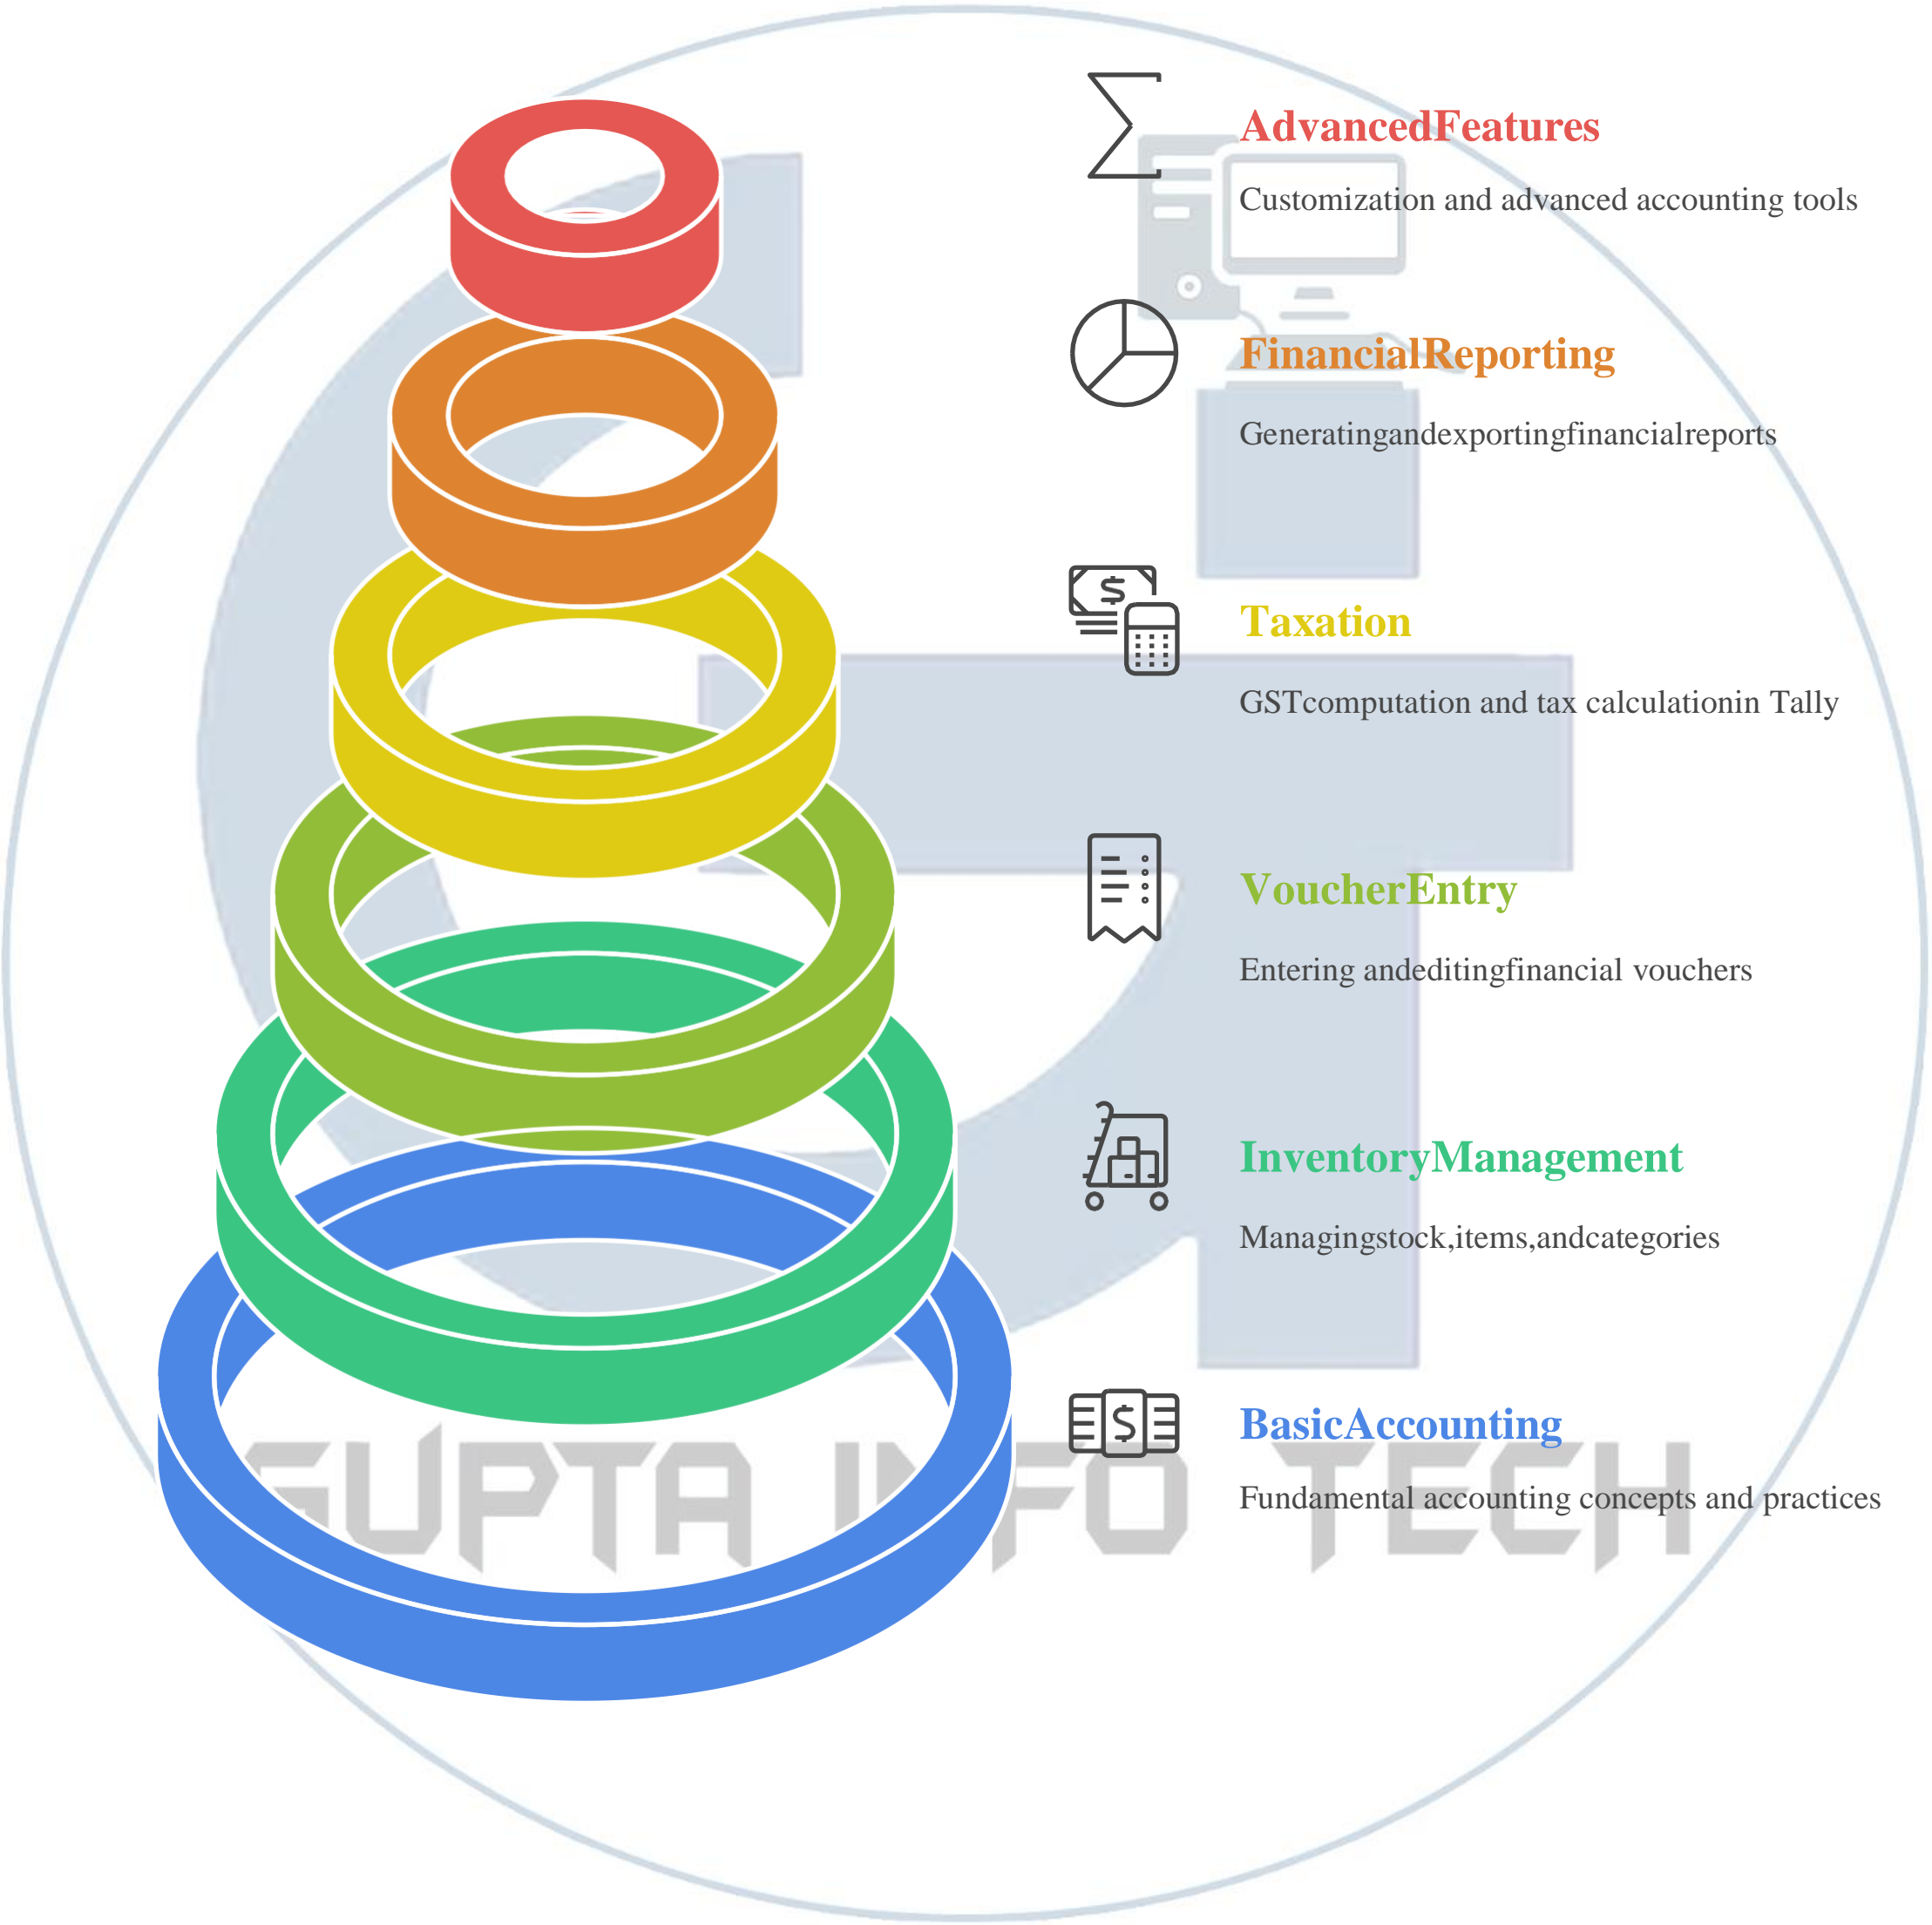 AdvancedFeatures
Customization and advanced accounting tools
FinancialReporting
Generatingandexportingfinancialreports
$
Taxation
GSTcomputation and tax calculationin Tally
VoucherEntry
Entering andeditingfinancial vouchers
InventoryManagement
Managingstock,items,andcategories
$
BasicAccounting
GUPTA INFO TECH
Fundamental accounting concepts and practices